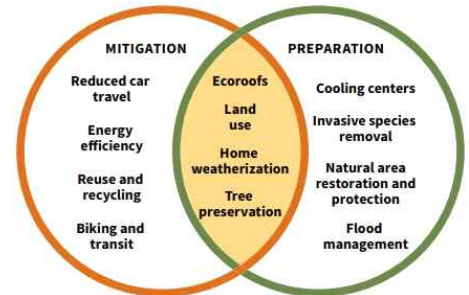 MITIGATION
Reduced car
travel
Energy
efficiency
Reuse and
recycling
Biking and
transit
Ecoroofs
Land
use
Home
weatherization
Tree
preservation
PREPARATION
Cooling centers
Invasive species
removal
Natural area
restoration and
protection
Flood
management